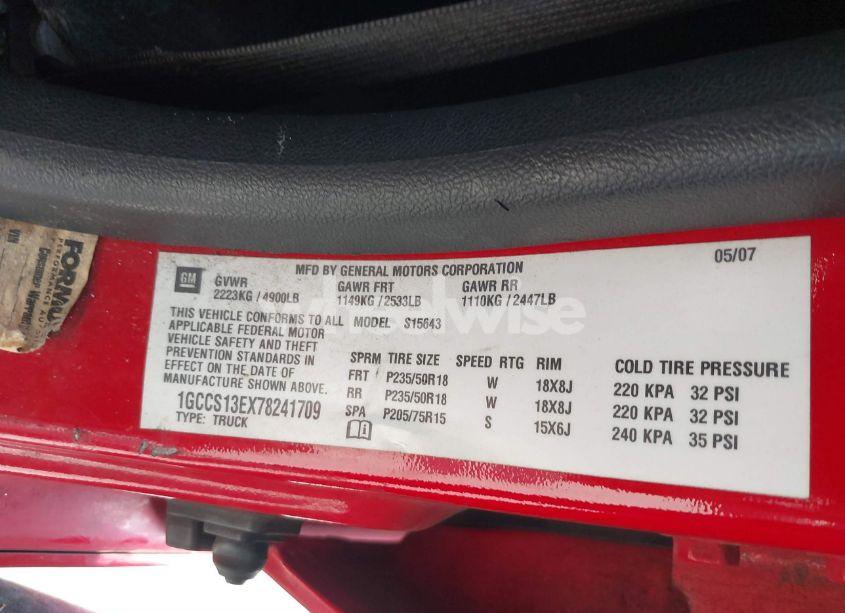 MFD BY GENERAL MOTORS CORPORATION 05/07
GM GVWR GAWR FRT GAWR RR
2223KG / 4900LB 1149KG / 2533LB 1110KG / 2447LB
THIS VEHICLE CONFORMS TO ALL
APPLICABLE FEDERAL MOTOR
VEHICLE SAFETY AND THEFT
PREVENTION STANDARDS IN
EFFECT ON THE DATE OF
MANUFACTURE SHOWN ABOVE.
1GCCS13EX78241709
TYPE: TRUCK
MODEL S15643
SPRM TIRE SIZE SPEED RTG RIM COLD TIRE PRESSURE
FRT P235/50R18 W 18X8J 220 KPA 32 PSI
RR P235/50R18 W 18X8J 220 KPA 32 PSI
SPA P205/75R15 S 15X6J 240 KPA 35 PSI
wheelwise
VIN